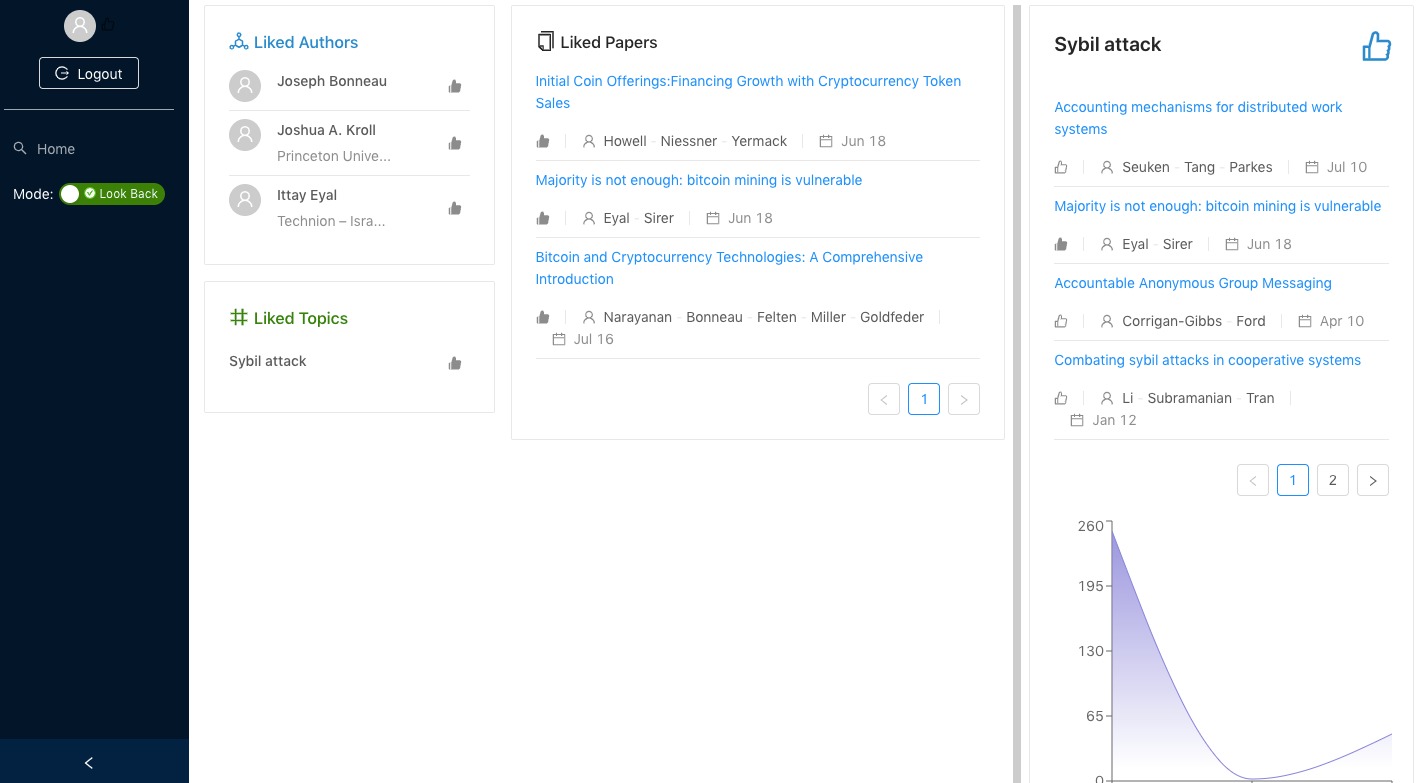 Logout
Home
Mode: Look Back
Liked Authors
Joseph Bonneau
Joshua A. Kroll
Princeton Unive...
Ittay Eyal
Technion – Isra...
Liked Topics
Sybil attack
Liked Papers
Initial Coin Offerings:Financing Growth with Cryptocurrency Token
Sales
Howell - Niessner - Yermack Jun 18
Majority is not enough: bitcoin mining is vulnerable
Eyal - Sirer Jun 18
Bitcoin and Cryptocurrency Technologies: A Comprehensive
Introduction
Narayanan - Bonneau - Felten - Miller - Goldfeder
Jul 16
< 1 >
Sybil attack
Accounting mechanisms for distributed work
systems
Seuken - Tang - Parkes Jul 10
Majority is not enough: bitcoin mining is vulnerable
Eyal - Sirer Jun 18
Accountable Anonymous Group Messaging
Corrigan-Gibbs - Ford Apr 10
Combating sybil attacks in cooperative systems
Li - Subramanian - Tran
Jan 12
< 1 2 >
260
195
130
65
0